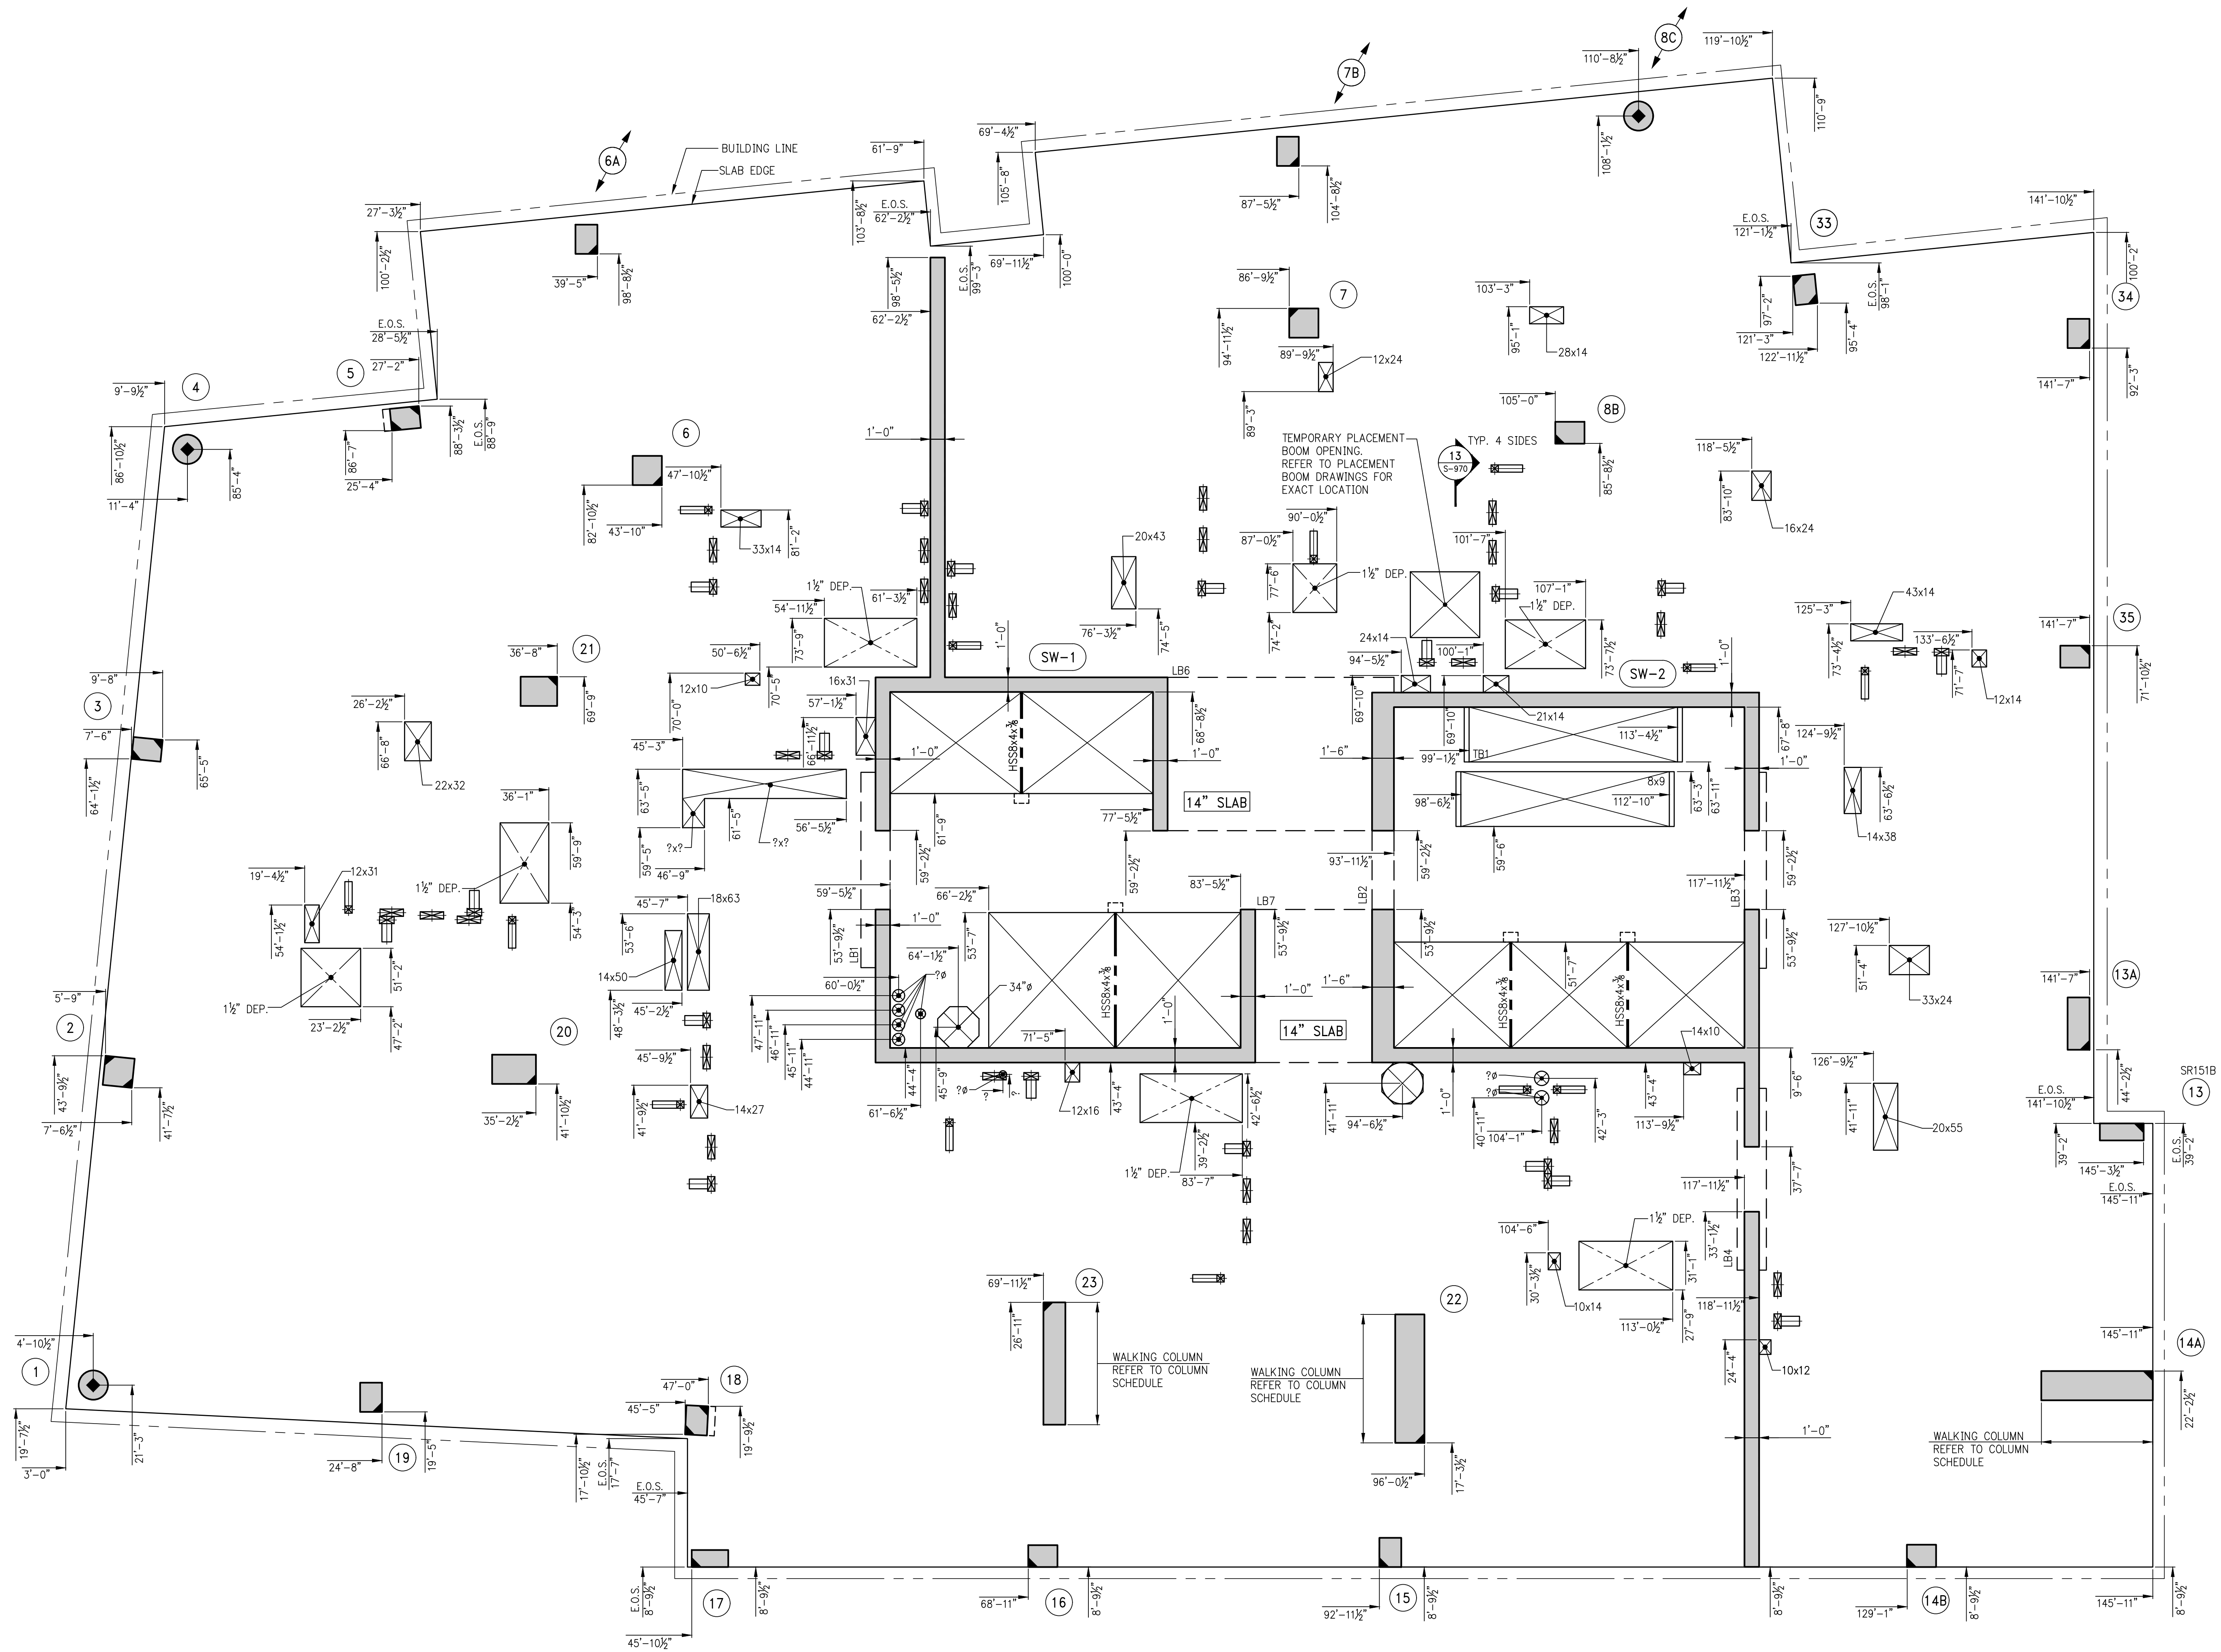 8C
119'-10½"
110'-8½"
7B
110'-9"
69'-4½"
108'-1½"
61'-9"
BUILDING LINE
6A
SLAB EDGE
105'-8"
104'-8½"
87'-5½"
141'-10½"
27'-3½"
E.O.S.
62'-2½"
103'-8½"
E.O.S.
121'-1½"
33
100'-2½"
39'-5"
98'-8½"
98'-5½"
E.O.S.
99'-3"
69'-11½"
100'-0"
86'-9½"
7
103'-3"
97'-2"
E.O.S.
98'-1"
100'-2"
34
62'-2½"
94'-11½"
95'-1"
E.O.S.
28'-5½"
89'-9½"
12x24
28x14
121'-3"
122'-11½"
95'-4"
141'-7"
92'-3"
27'-2"
5
4
9'-9½"
89'-3"
105'-0"
8B
86'-10½"
86'-7"
88'-3½"
E.O.S.
88'-9"
25'-4"
6
1'-0"
TEMPORARY PLACEMENT
BOOM OPENING.
REFER TO PLACEMENT
BOOM DRAWINGS FOR
EXACT LOCATION
13
S-970
TYP. 4 SIDES
85'-8½"
118'-5½"
11'-4"
85'-4"
47'-10½"
83'-10"
82'-10½"
43'-10"
81'-2"
33x14
90'-0½"
87'-0½"
101'-7"
16x24
20x43
1½" DEP.
77'-6"
1½" DEP.
107'-1"
1½" DEP.
43x14
125'-3"
54'-11½"
61'-3½"
76'-3½"
74'-5"
74'-2"
24x14
94'-5½"
100'-1"
73'-7½"
133'-6½"
73'-4½"
141'-7"
35
73'-9"
1'-0"
SW-1
SW-2
1'-0"
36'-8"
21
50'-6½"
LB6
71'-7"
12x14
71'-10½"
9'-8"
12x10
70'-5"
16x31
57'-1½"
69'-9"
70'-0"
69'-10"
69'-10"
21x14
3
26'-2½"
7'-6"
66'-8"
66'-11½"
HSS8x4x⅜
68'-8½"
113'-4½"
67'-8"
124'-9½"
45'-3"
1'-0"
1'-0"
1'-6"
99'-1½"
TB1
1'-0"
64'-1½"
65'-5"
22x32
63'-5"
8x9
63'-3"
63'-11"
63'-6½"
36'-1"
14" SLAB
98'-6½"
112'-10"
61'-5"
56'-5½"
61'-9"
77'-5½"
59'-9"
59'-5"
?x?
?x?
46'-9"
59'-2½"
59'-2½"
93'-11½"
59'-2½"
59'-6"
59'-2½"
14x38
19'-4½"
12x31
1½" DEP.
45'-7"
18x63
59'-5½"
66'-2½"
83'-5½"
117'-11½"
LB7
LB2
LB3
54'-1½"
54'-3"
53'-6"
53'-9½"
LB1
1'-0"
53'-7"
53'-9½"
53'-9½"
53'-9½"
127'-10½"
64'-1½"
51'-2"
14x50
60'-0½"
?ø
34"ø
HSS8x4x⅜
1'-0"
1'-6"
HSS8x4x⅜
51'-7"
HSS8x4x⅜
51'-4"
33x24
141'-7"
13A
1½" DEP.
23'-2½"
47'-2"
48'-3½"
45'-2½"
47'-11"
46'-11"
45'-11"
44'-11"
71'-5"
1'-0"
14" SLAB
14x10
5'-9"
2
20
43'-9½"
45'-9½"
44'-4"
45'-9"
?ø
?
?
43'-4"
41'-11"
1'-0"
?ø
?ø
43'-4"
9'-6"
126'-9½"
E.O.S.
141'-10½"
44'-2½"
SR151B
13
7'-6½"
41'-7½"
35'-2½"
41'-10½"
41'-9½"
14x27
61'-6½"
12x16
42'-6½"
94'-6½"
40'-11"
104'-1"
42'-3"
113'-9½"
41'-11"
20x55
39'-2½"
37'-7"
39'-2"
E.O.S.
39'-2"
1½" DEP.
83'-7"
117'-11½"
145'-3½"
E.O.S.
145'-11"
104'-6"
1½" DEP.
33'-1½"
LB4
31'-1"
69'-11½"
23
22
30'-3½"
10x14
26'-11"
113'-0½"
27'-9"
118'-11½"
4'-10½"
145'-11"
14A
1
WALKING COLUMN
REFER TO COLUMN
SCHEDULE
WALKING COLUMN
REFER TO COLUMN
SCHEDULE
24'-4"
10x12
47'-0"
18
45'-5"
22'-2½"
19'-7½"
21'-3"
3'-0"
24'-8"
19
19'-5"
17'-10½"
E.O.S.
17'-7"
19'-9½"
96'-0½"
17'-3½"
1'-0"
WALKING COLUMN
REFER TO COLUMN
SCHEDULE
E.O.S.
45'-7"
E.O.S.
8'-9½"
17
8'-9½"
68'-11"
16
8'-9½"
92'-11½"
15
8'-9½"
8'-9½"
129'-1"
14B
8'-9½"
145'-11"
8'-9½"
45'-10½"